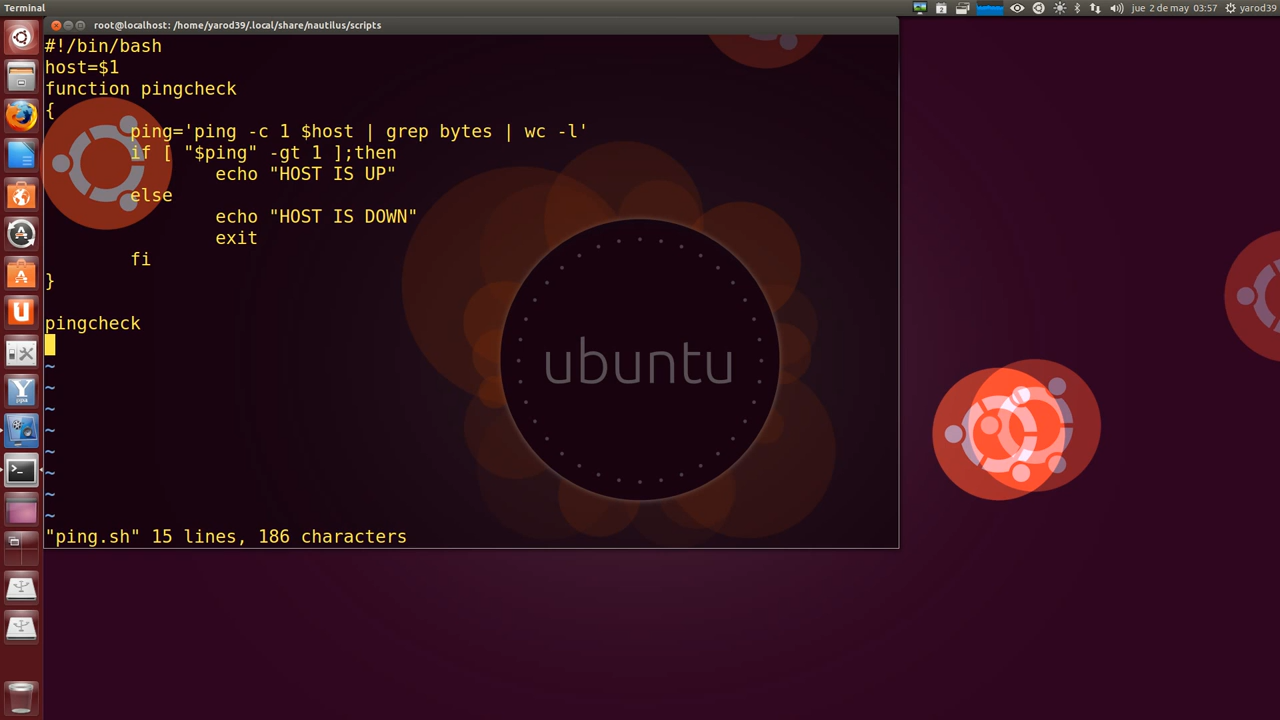 Terminal
2
jue 2 de may 03:57
yarod39
root@localhost: /home/yarod39/.local/share/nautilus/scripts
#!/bin/bash
host=$1
function pingcheck
{
ping='ping -c 1 $host | grep bytes | wc -l'
if [ "$ping" -gt 1 ];then
echo "HOST IS UP"
else
echo "HOST IS DOWN"
exit
fi
}
pingcheck
~
~
~
~
~
~
~
~
"ping.sh" 15 lines, 186 characters
ubuntu